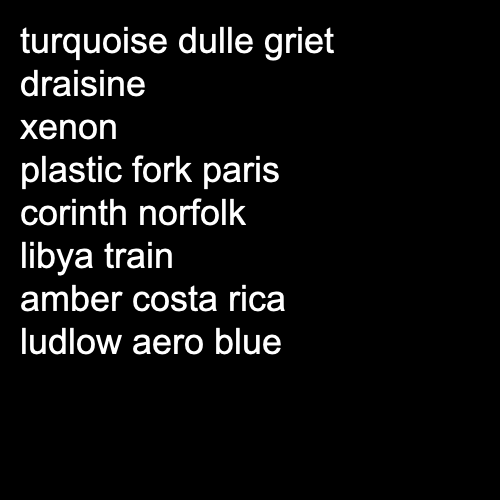 turquoise dulle griet
draisine
xenon
plastic fork paris
corinth norfolk
libya train
amber costa rica
ludlow aero blue